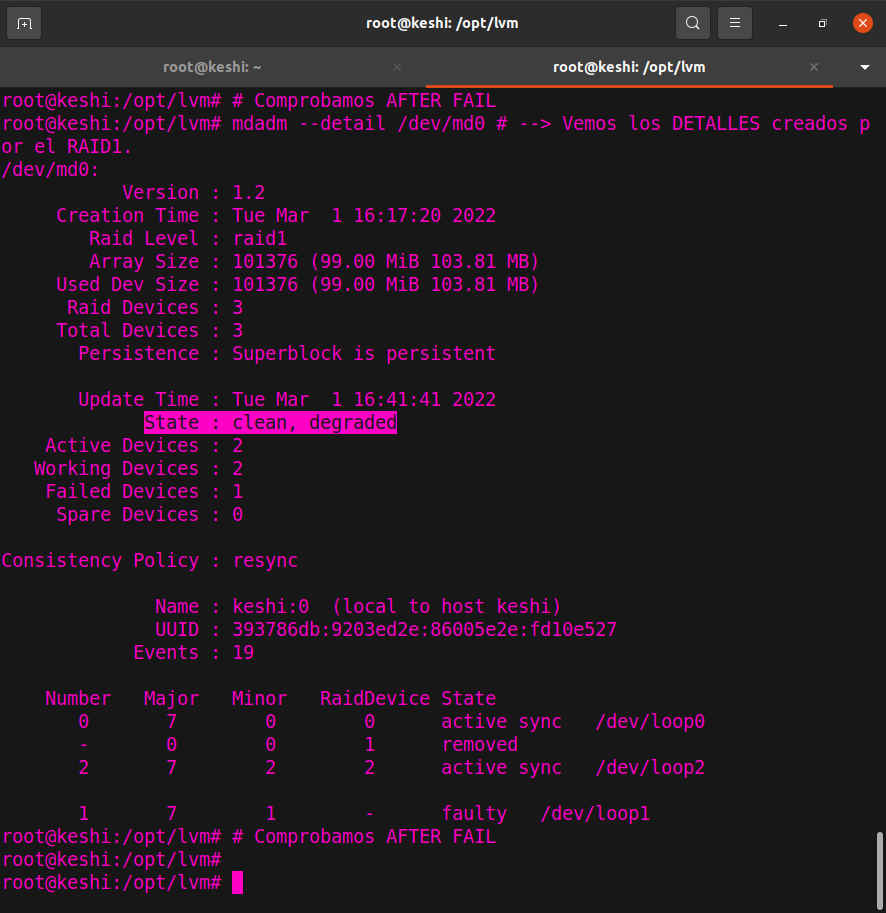 root@keshi: /opt/lvm
root@keshi: ~
root@keshi: /opt/lvm
root@keshi:/opt/lvm# # Comprobamos AFTER FAIL
root@keshi:/opt/lvm# mdadm --detail /dev/md0 # --> Vemos los DETALLES creados p
or el RAID1.
/dev/md0:
           Version : 1.2
     Creation Time : Tue Mar  1 16:17:20 2022
        Raid Level : raid1
        Array Size : 101376 (99.00 MiB 103.81 MB)
     Used Dev Size : 101376 (99.00 MiB 103.81 MB)
      Raid Devices : 3
     Total Devices : 3
       Persistence : Superblock is persistent
       Update Time : Tue Mar  1 16:41:41 2022
             State : clean, degraded
    Active Devices : 2
   Working Devices : 2
    Failed Devices : 1
     Spare Devices : 0
Consistency Policy : resync
              Name : keshi:0  (local to host keshi)
              UUID : 393786db:9203ed2e:86005e2e:fd10e527
            Events : 19
    Number   Major   Minor   RaidDevice State
       0       7        0        0      active sync   /dev/loop0
       -       0        0        1      removed
       2       7        2        2      active sync   /dev/loop2
       1       7        1        -      faulty   /dev/loop1
root@keshi:/opt/lvm# # Comprobamos AFTER FAIL
root@keshi:/opt/lvm#
root@keshi:/opt/lvm#